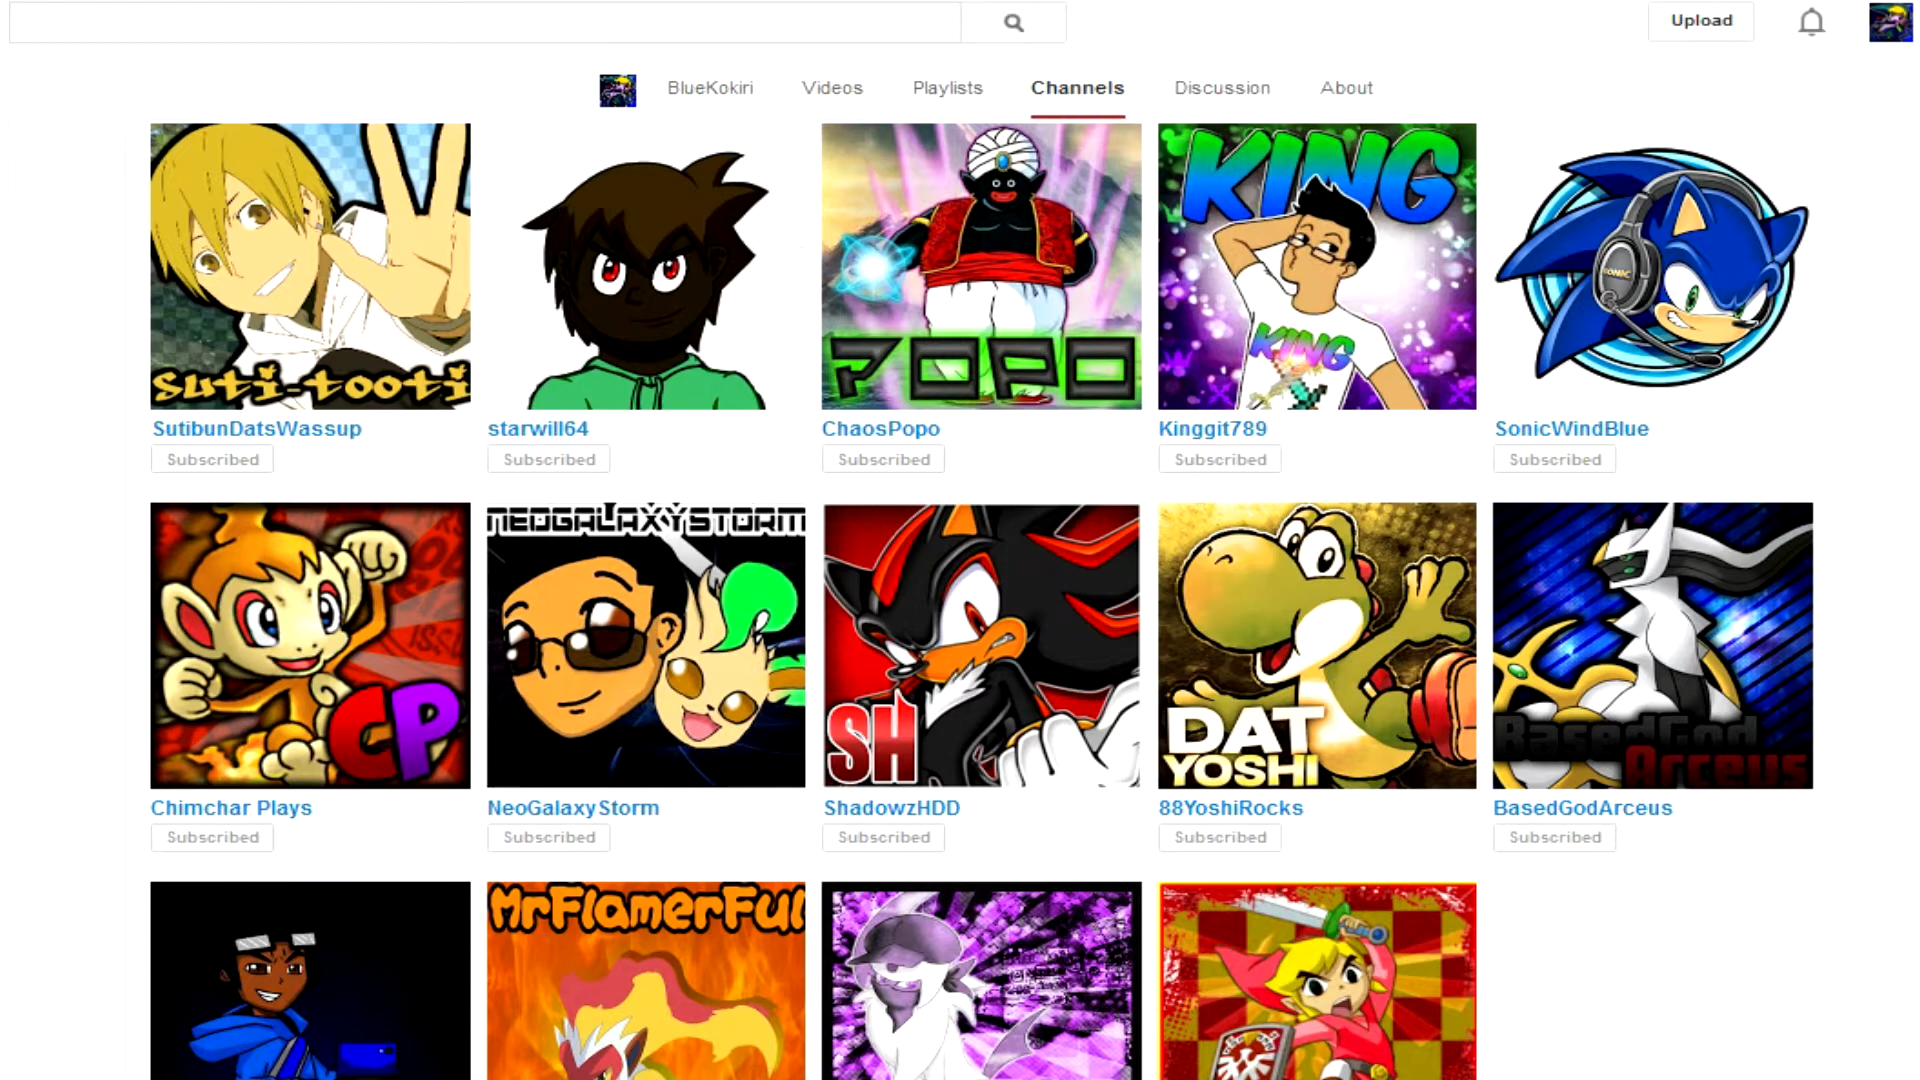 Upload
BlueKokiri Videos Playlists Channels Discussion About
suti-tooti
POPO
KING
KING
SONIC
SutibunDatsWassup starwill64 ChaosPopo Kinggit789 SonicWindBlue
Subscribed Subscribed Subscribed Subscribed Subscribed
CP
NEOGALAXYSTORM
SH
DAT
YOSHI
BasedGod
Arceus
Chimchar Plays NeoGalaxyStorm ShadowzHDD 88YoshiRocks BasedGodArceus
Subscribed Subscribed Subscribed Subscribed Subscribed
MrFlamerFul